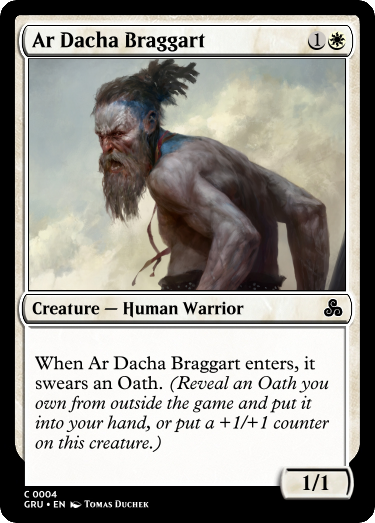 Ar Dacha Braggart 1
Creature — Human Warrior
When Ar Dacha Braggart enters, it
swears an Oath. (Reveal an Oath you
own from outside the game and put it
into your hand, or put a +1/+1 counter
on this creature.)
1/1
C 0004
GRU • EN Tomas Duchek